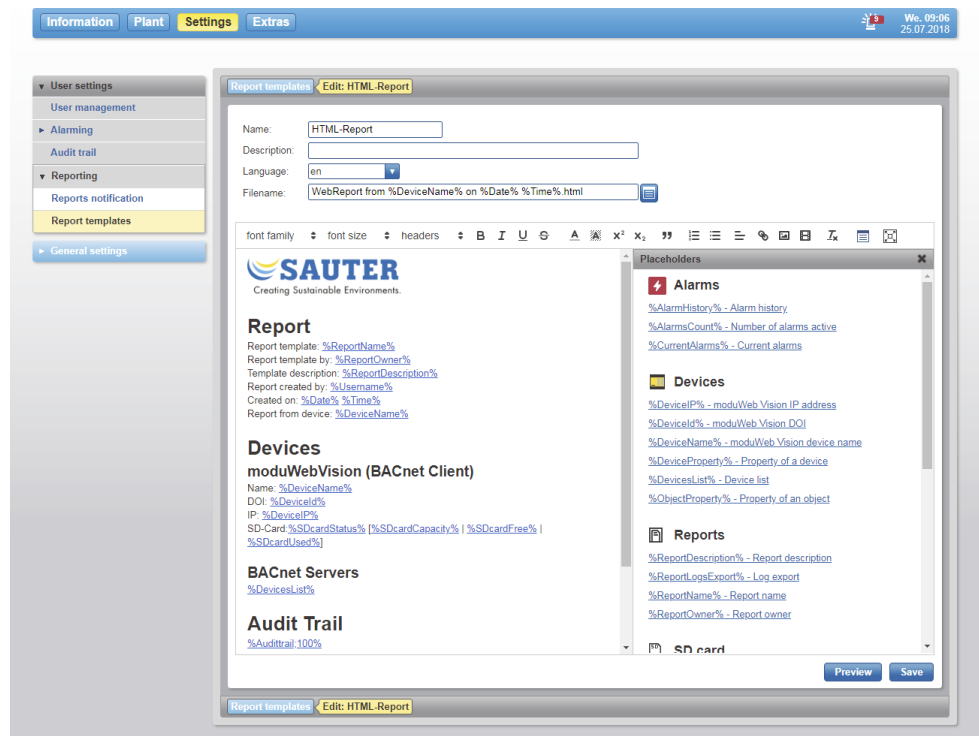 Information Plant Settings Extras
9
We. 09:06
25.07.2018
User settings
User management
Alarming
Audit trail
Reporting
Reports notification
Report templates
General settings
Report templates Edit: HTML-Report
Name: HTML-Report
Description:
Language: en
Filename: WebReport from %DeviceName% on %Date% %Time%.html
font family font size headers B I U S A A x² x₂
SAUTER
Creating Sustainable Environments.
Report
Report template: %ReportName%
Report template by: %ReportOwner%
Template description: %ReportDescription%
Report created by: %Username%
Created on: %Date% %Time%
Report from device: %DeviceName%
Devices
moduWebVision (BACnet Client)
Name: %DeviceName%
DOI: %DeviceId%
IP: %DeviceIP%
SD-Card:%SDcardStatus% [%SDcardCapacity% | %SDcardFree% |
%SDcardUsed%]
BACnet Servers
%DevicesList%
Audit Trail
%Audittrail;100%
Placeholders
Alarms
%AlarmHistory% - Alarm history
%AlarmsCount% - Number of alarms active
%CurrentAlarms% - Current alarms
Devices
%DeviceIP% - moduWeb Vision IP address
%DeviceId% - moduWeb Vision DOI
%DeviceName% - moduWeb Vision device name
%DeviceProperty% - Property of a device
%DevicesList% - Device list
%ObjectProperty% - Property of an object
Reports
%ReportDescription% - Report description
%ReportLogsExport% - Log export
%ReportName% - Report name
%ReportOwner% - Report owner
SD card
Preview Save
Report templates Edit: HTML-Report